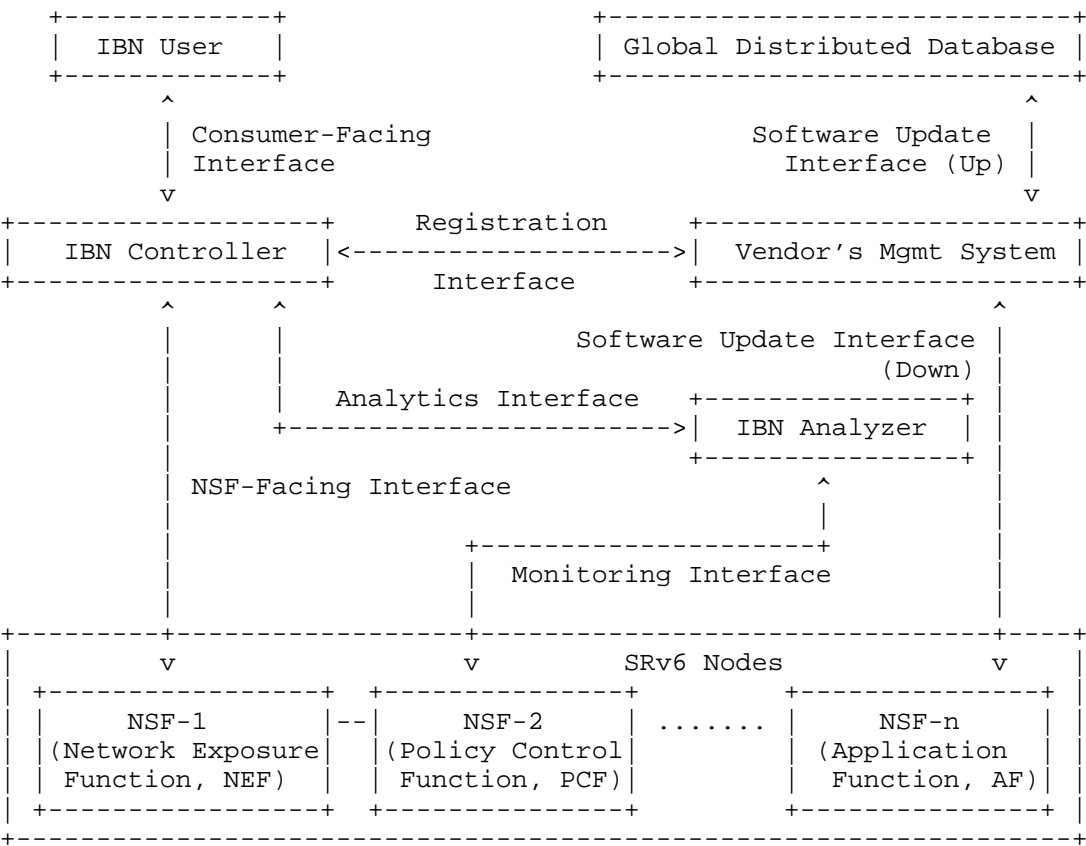 IBN User Global Distributed Database
Consumer-Facing Software Update
Interface Interface (Up)
Registration
IBN Controller Vendor's Mgmt System
Interface
Software Update Interface
(Down)
Analytics Interface
IBN Analyzer
NSF-Facing Interface
Monitoring Interface
SRv6 Nodes
NSF-1 NSF-2 ....... NSF-n
(Network Exposure (Policy Control (Application
Function, NEF) Function, PCF) Function, AF)